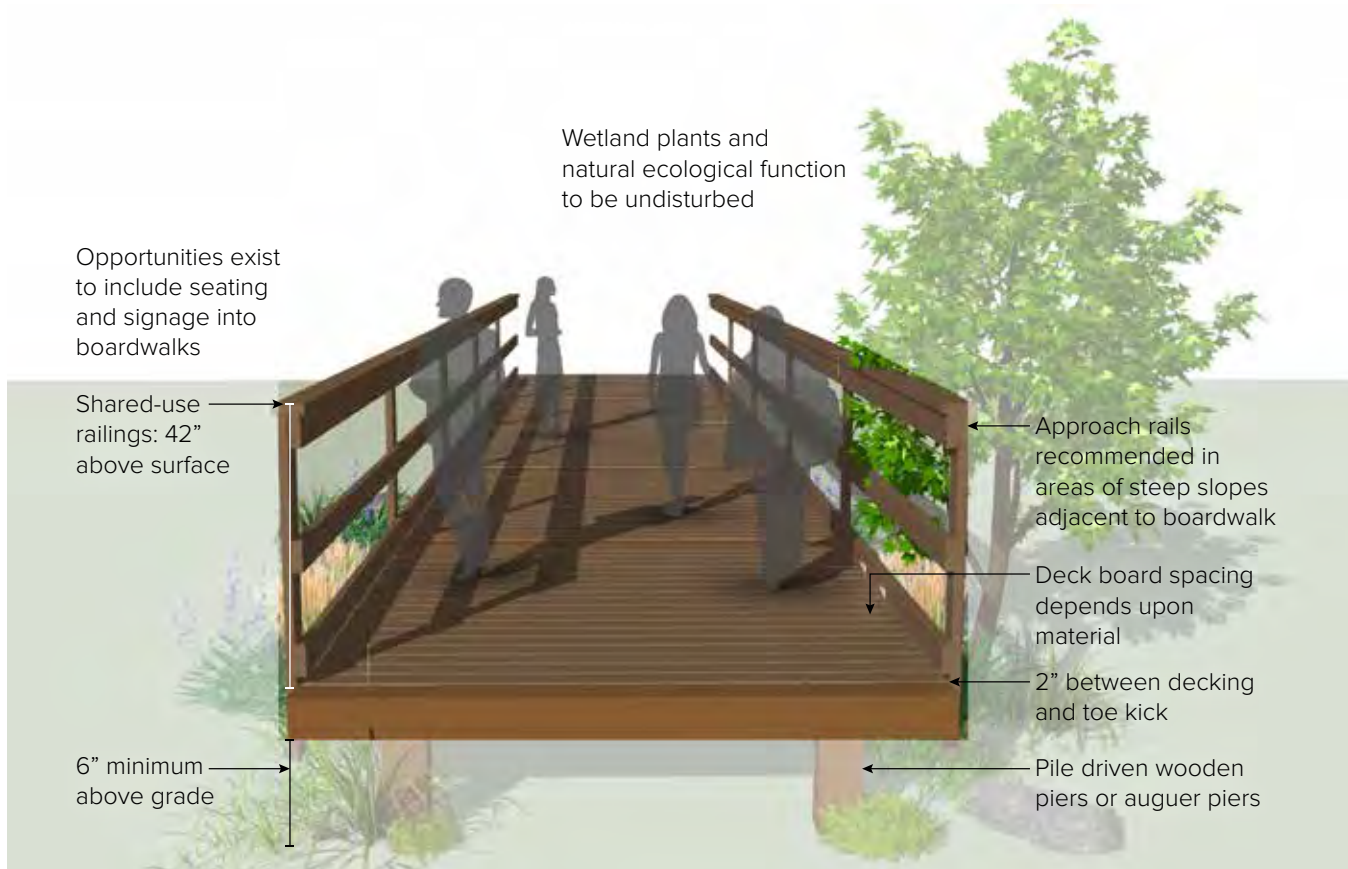 Wetland plants and
natural ecological function
to be undisturbed
Opportunities exist
to include seating
and signage into
boardwalks
Shared-use
railings: 42”
above surface
6” minimum
above grade
Approach rails
recommended in
areas of steep slopes
adjacent to boardwalk
Deck board spacing
depends upon
material
2” between decking
and toe kick
Pile driven wooden
piers or auguer piers